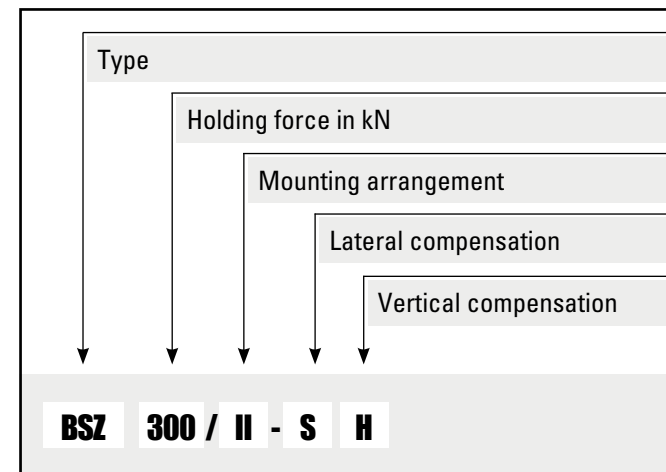 Type
Holding force in kN
Mounting arrangement
Lateral compensation
Vertical compensation
BSZ 300 / II - S H